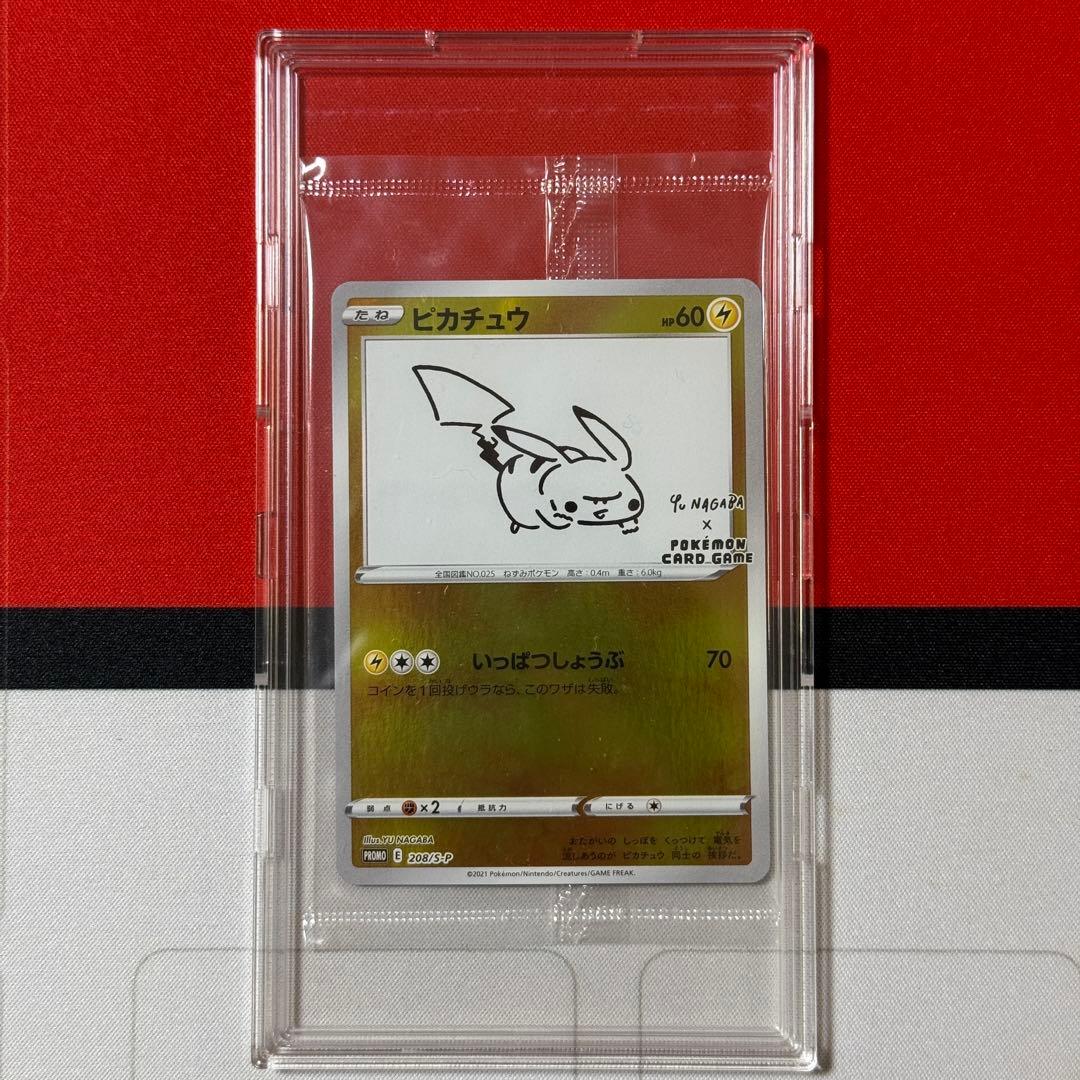 たね ピカチュウ HP60
Yu NAGABA
×
POKÉMON
CARD GAME
全国図鑑NO.025 ねずみポケモン 高さ:0.4m 重さ:6.0kg
いっぱつしょうぶ 70
コインを1回投げウラなら、このワザは失敗。
弱点 ×2 抵抗力 にげる
Illus.YU NAGABA
PROMO E 208/S-P
おたがいの しっぽを くっつけて 電気を
流しあうのが ピカチュウ 同士の 挨拶だ。
©2021 Pokémon/Nintendo/Creatures/GAME FREAK.